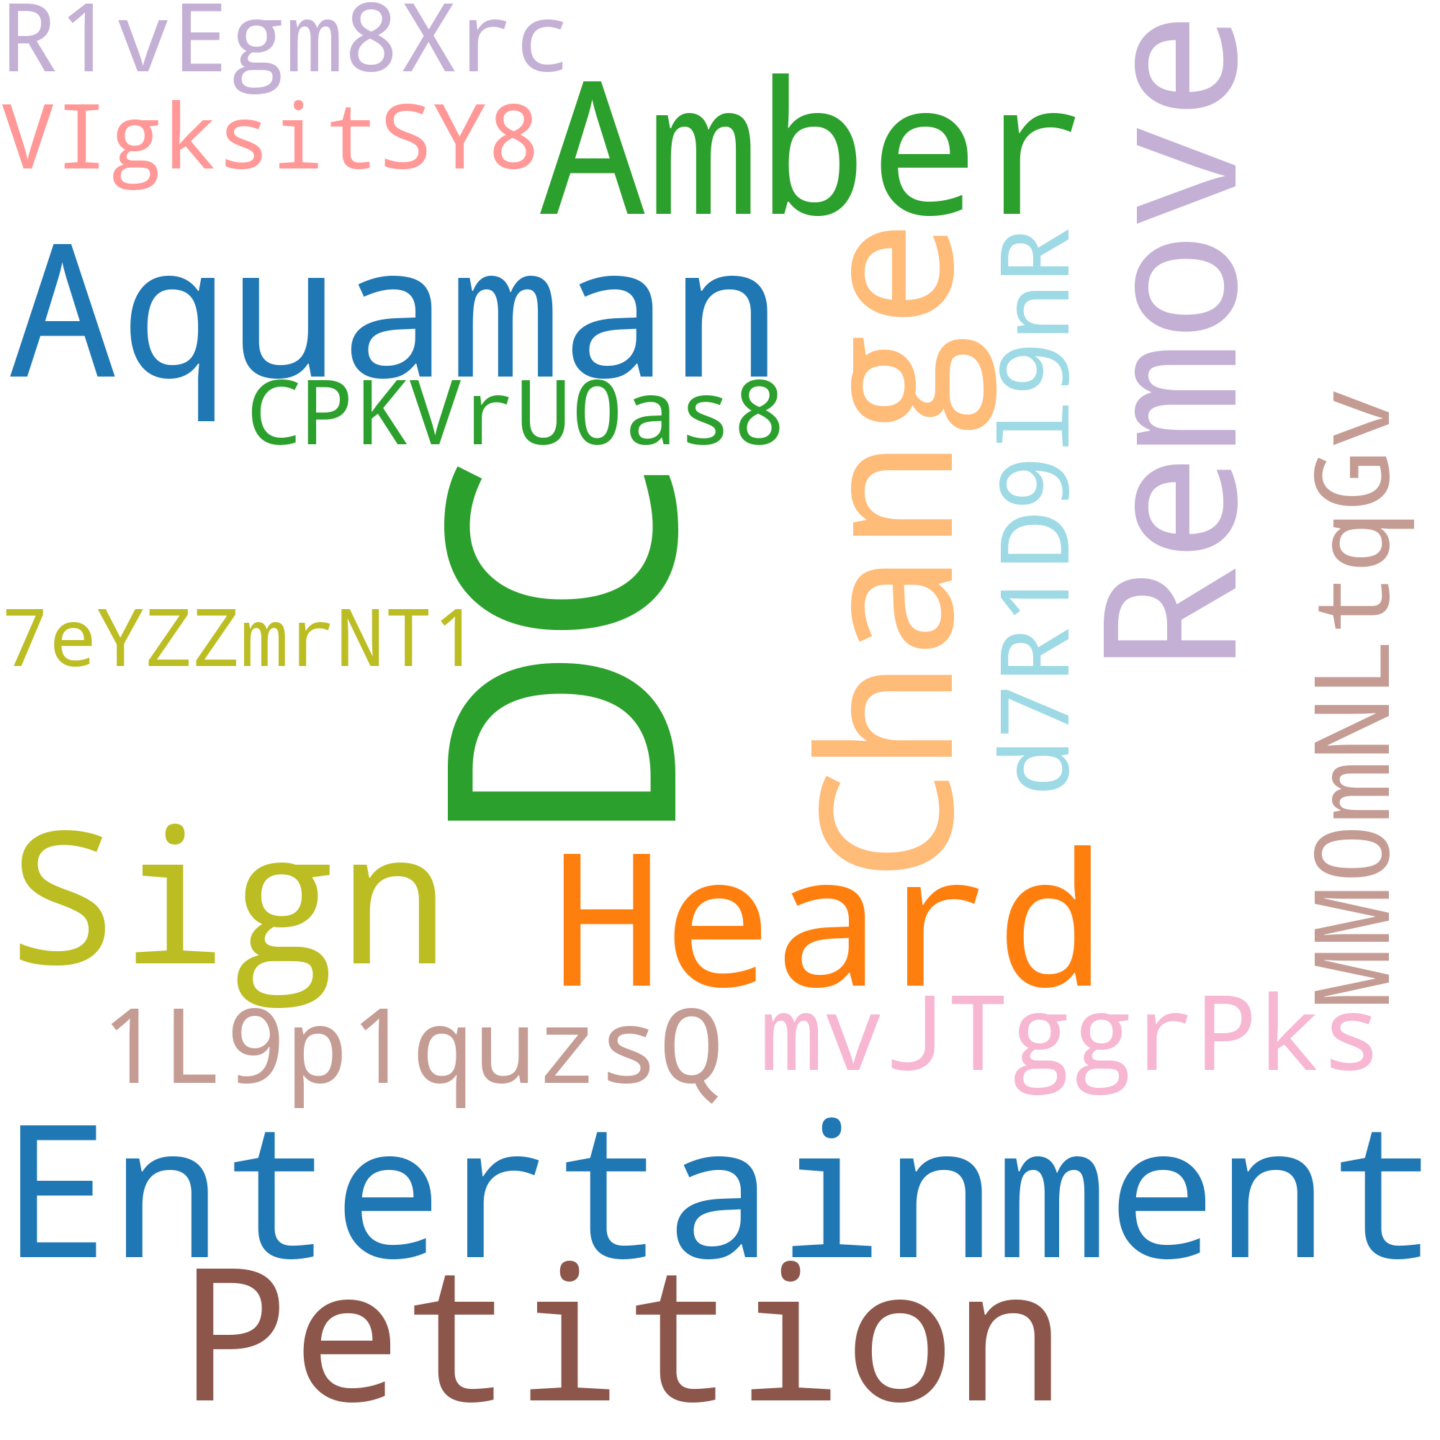 R1vEgm8Xrc
VIgksitSY8
Amber
Remove
Aquaman
Change
d7R1D9l9nR
CPKVrU0as8
MMOmNLtqGv
DC
7eYZZmrNT1
Sign
Heard
1L9p1quzsQ
mvJTggrPks
Entertainment
Petition